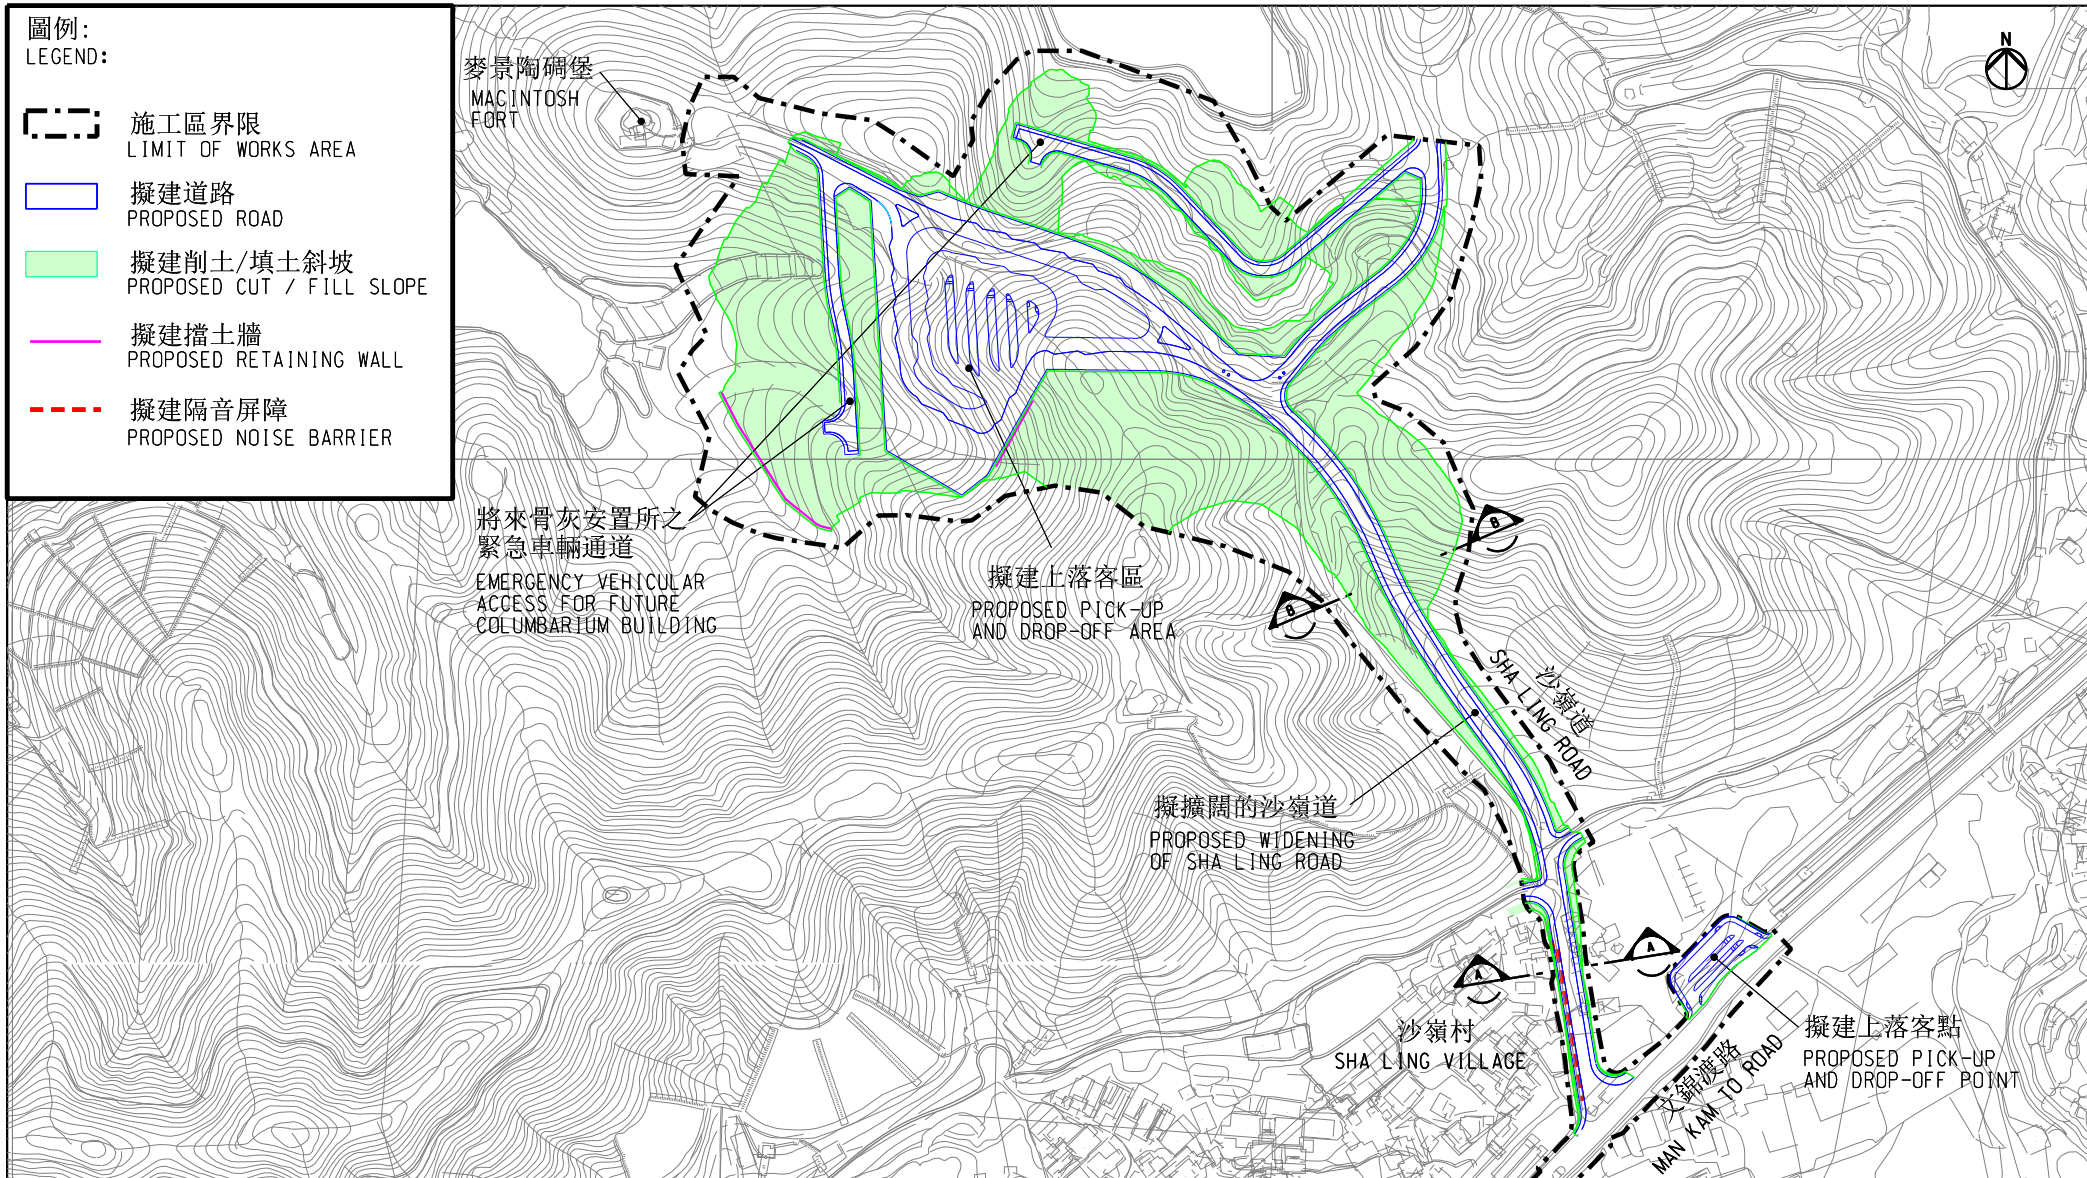 圖例:
LEGEND:
施工區界限
LIMIT OF WORKS AREA
擬建道路
PROPOSED ROAD
擬建削土/填土斜坡
PROPOSED CUT / FILL SLOPE
擬建擋土牆
PROPOSED RETAINING WALL
擬建隔音屏障
PROPOSED NOISE BARRIER
麥景陶碉堡
MACINTOSH
FORT
N
將來骨灰安置所之
緊急車輛通道
EMERGENCY VEHICULAR
ACCESS FOR FUTURE
COLUMBARIUM BUILDING
擬建上落客區
PROPOSED PICK-UP
AND DROP-OFF AREA
B
B
沙嶺道
SHA LING ROAD
擬擴闊的沙嶺道
PROPOSED WIDENING
OF SHA LING ROAD
A
A
沙嶺村
SHA LING VILLAGE
擬建上落客點
PROPOSED PICK-UP
AND DROP-OFF POINT
文錦渡路
MAN KAM TO ROAD